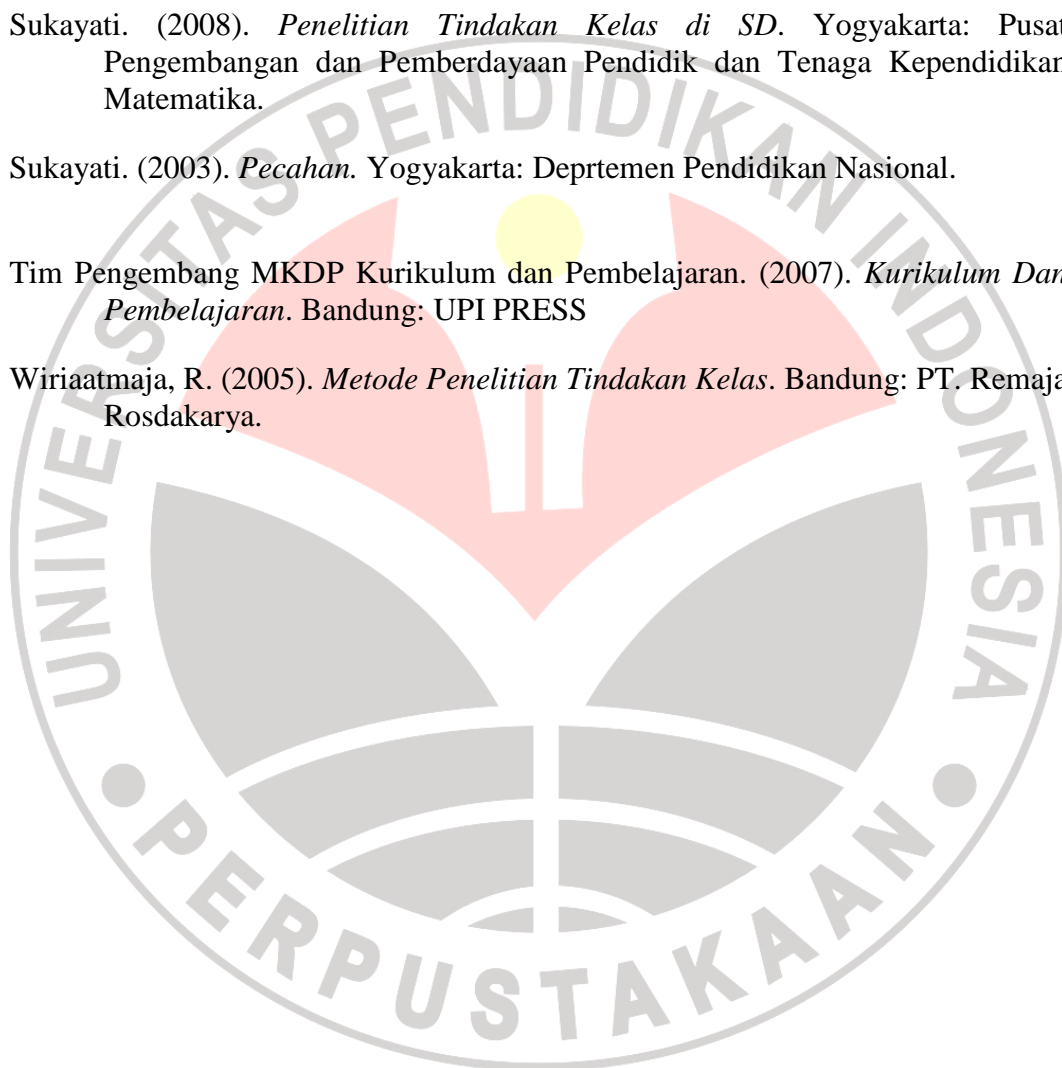 Sukayati. (2008). Penelitian Tindakan Kelas di SD. Yogyakarta: Pusat
Pengembangan dan Pemberdayaan Pendidik dan Tenaga Kependidikan
Matematika.
Sukayati. (2003). Pecahan. Yogyakarta: Deprtemen Pendidikan Nasional.
Tim Pengembang MKDP Kurikulum dan Pembelajaran. (2007). Kurikulum Dan
Pembelajaran. Bandung: UPI PRESS
Wiriaatmaja, R. (2005). Metode Penelitian Tindakan Kelas. Bandung: PT. Remaja
Rosdakarya.
UNIVERSITAS PENDIDIKAN INDONESIA
PERPUSTAKAAN